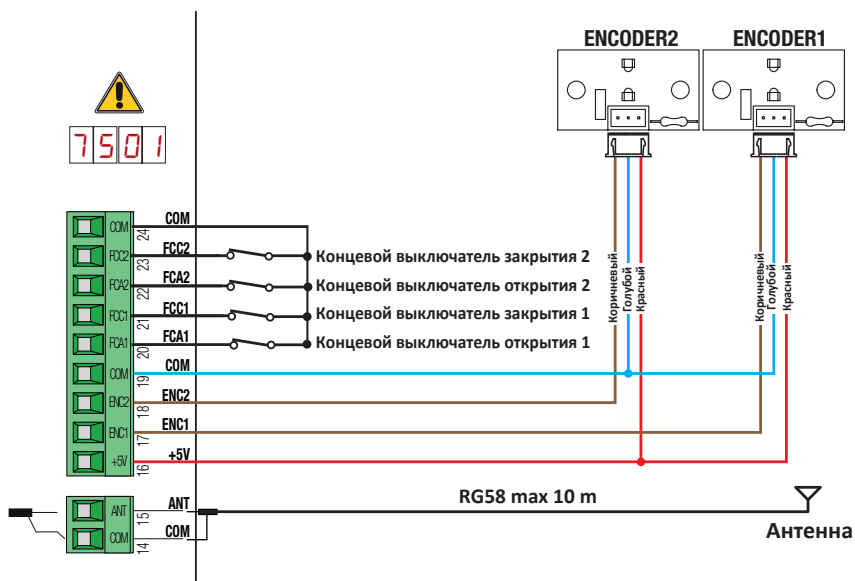 ENCODER2 ENCODER1
7501
COM 24 COM
FCC2 23 FCC2 Концевой выключатель закрытия 2
FCA2 22 FCA2 Концевой выключатель открытия 2
FCC1 21 FCC1 Концевой выключатель закрытия 1
FCA1 20 FCA1 Концевой выключатель открытия 1
COM 19 COM
ENC2 18 ENC2
ENC1 17 ENC1
+5V 16 +5V
Коричневый
Голубой
Красный
Коричневый
Голубой
Красный
ANT 15 ANT RG58 max 10 m
COM 14 COM
Антенна